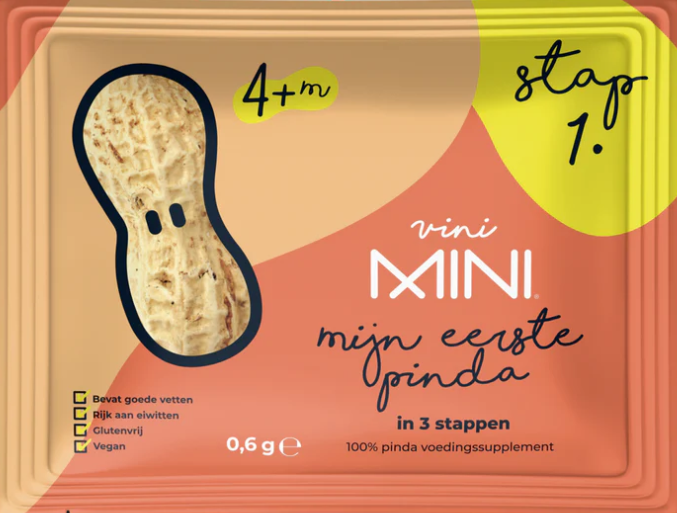 4+m
stap
1.
vini
MINI
mijn eerste
pinda
in 3 stappen
100% pinda voedingssupplement
Bevat goede vetten
Rijk aan eiwitten
Glutenvrij
Vegan
0,6 g ℮